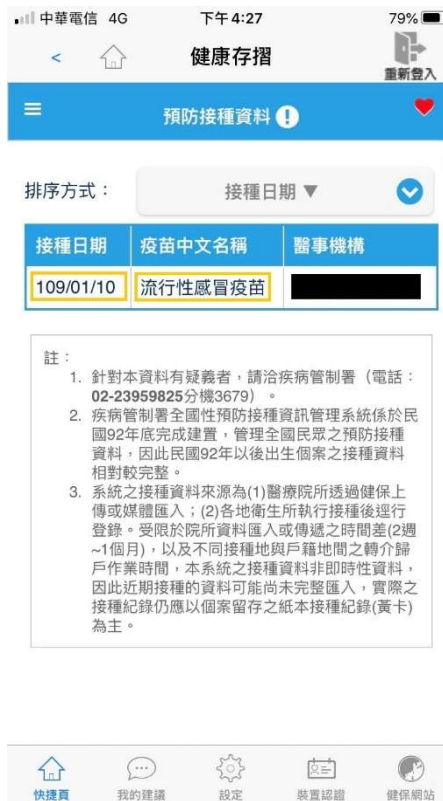 中華電信 4G 下午4:27 79%
< 健康存摺 重新登入
預防接種資料 !
排序方式： 接種日期▼
接種日期 疫苗中文名稱 醫事機構
109/01/10 流行性感冒疫苗
註：
1. 針對本資料有疑義者，請洽疾病管制署（電話：
02-23959825分機3679）。
2. 疾病管制署全國性預防接種資訊管理系統係於民
國92年底完成建置，管理全國民眾之預防接種
資料，因此民國92年以後出生個案之接種資料
相對較完整。
3. 系統之接種資料來源為(1)醫療院所透過健保上
傳或媒體匯入；(2)各地衛生所執行接種後逕行
登錄。受限於院所資料匯入或傳遞之時間差(2週
~1個月)，以及不同接種地與戶籍地間之轉介歸
戶作業時間，本系統之接種資料非即時性資料，
因此近期接種的資料可能尚未完整匯入，實際之
接種紀錄仍應以個案留存之紙本接種紀錄(黃卡)
為主。
快捷頁 我的建議 設定 裝置認證 健保網站